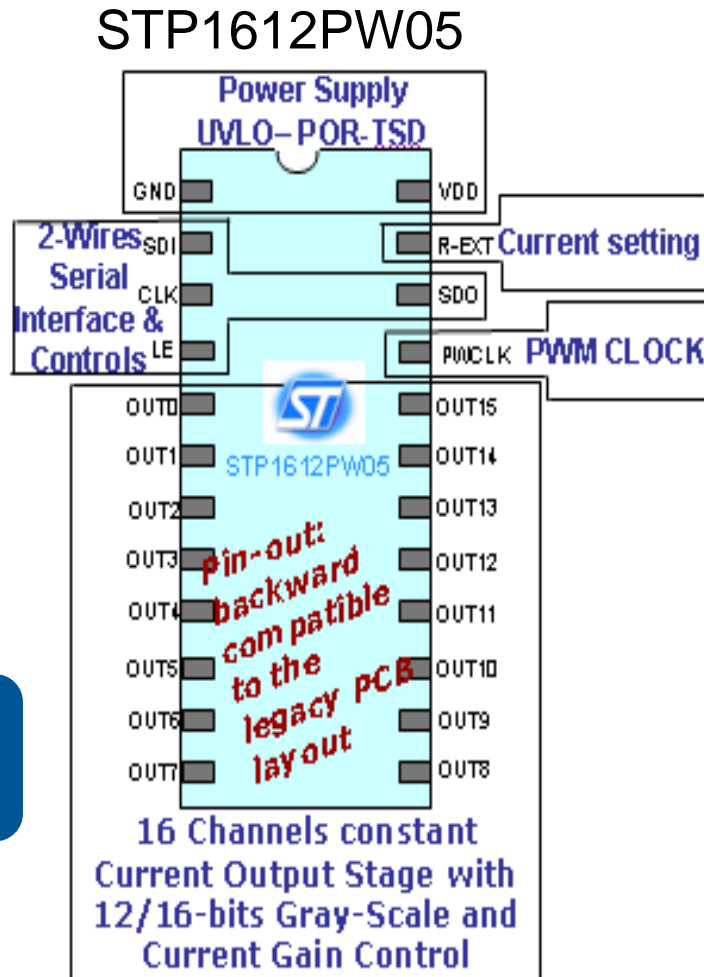 STP1612PW05
Power Supply
UVLO-POR-TSD
GND
VDD
2-Wires
Serial
Interface &
Controls
SDI
R-EXT
Current setting
CLK
SDO
LE
PWCLK
PWM CLOCK
ST
STP1612PW05
OUT0
OUT15
OUT1
OUT14
OUT2
OUT13
OUT3
OUT12
OUT4
OUT11
OUT5
OUT10
OUT6
OUT9
OUT7
OUT8
pin-out:
backward
compatible
to the
legacy PCB
layout
16 Channels constant
Current Output Stage with
12/16-bits Gray-Scale and
Current Gain Control